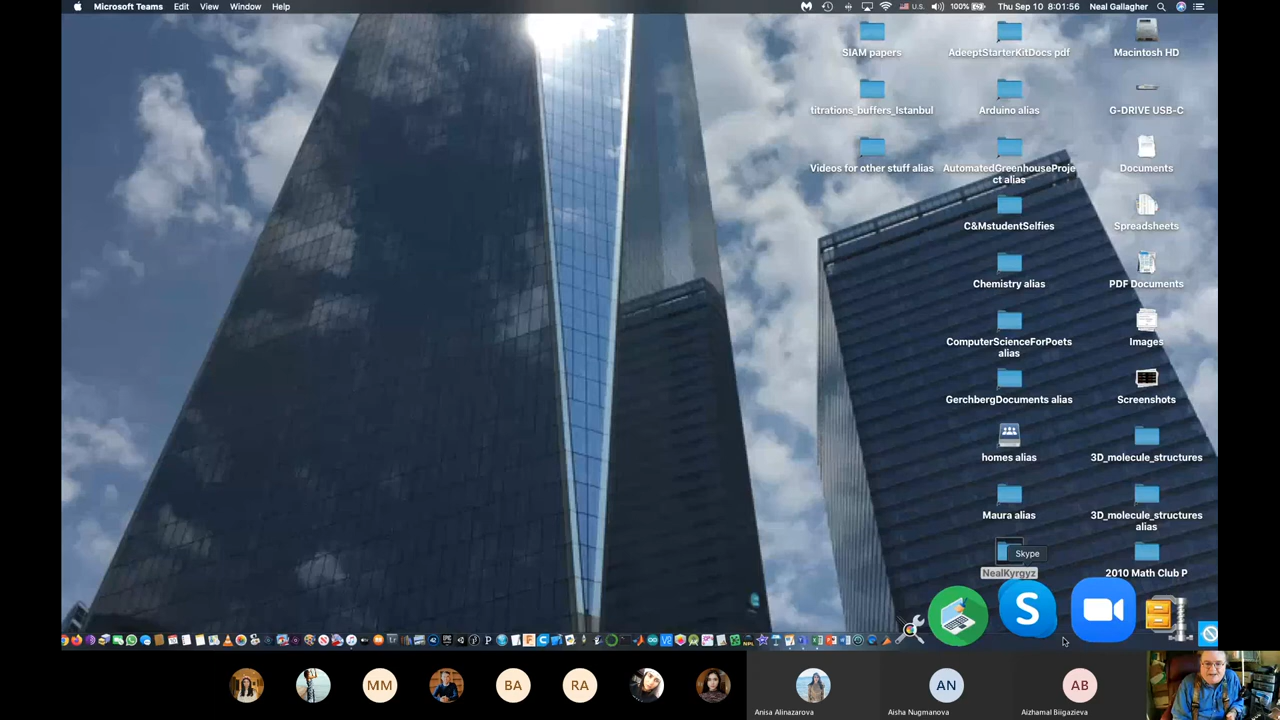 Microsoft Teams Edit View Window Help U.S. 100% Thu Sep 10 8:01:56 Neal Gallagher
SIAM papers
AdeeptStarterKitDocs pdf
Macintosh HD
titrations_buffers_Istanbul
Arduino alias
G-DRIVE USB-C
Videos for other stuff alias
AutomatedGreenhouseProje
ct alias
Documents
C&MstudentSelfies
Spreadsheets
Chemistry alias
PDF Documents
ComputerScienceForPoets
alias
Images
GerchbergDocuments alias
Screenshots
homes alias
3D_molecule_structures
Maura alias
3D_molecule_structures
alias
Skype
NealKyrgyz
2010 Math Club P
S
MM
BA
RA
AN
AB
Anisa Alinazarova
Aisha Nugmanova
Aizhamal Biigazieva